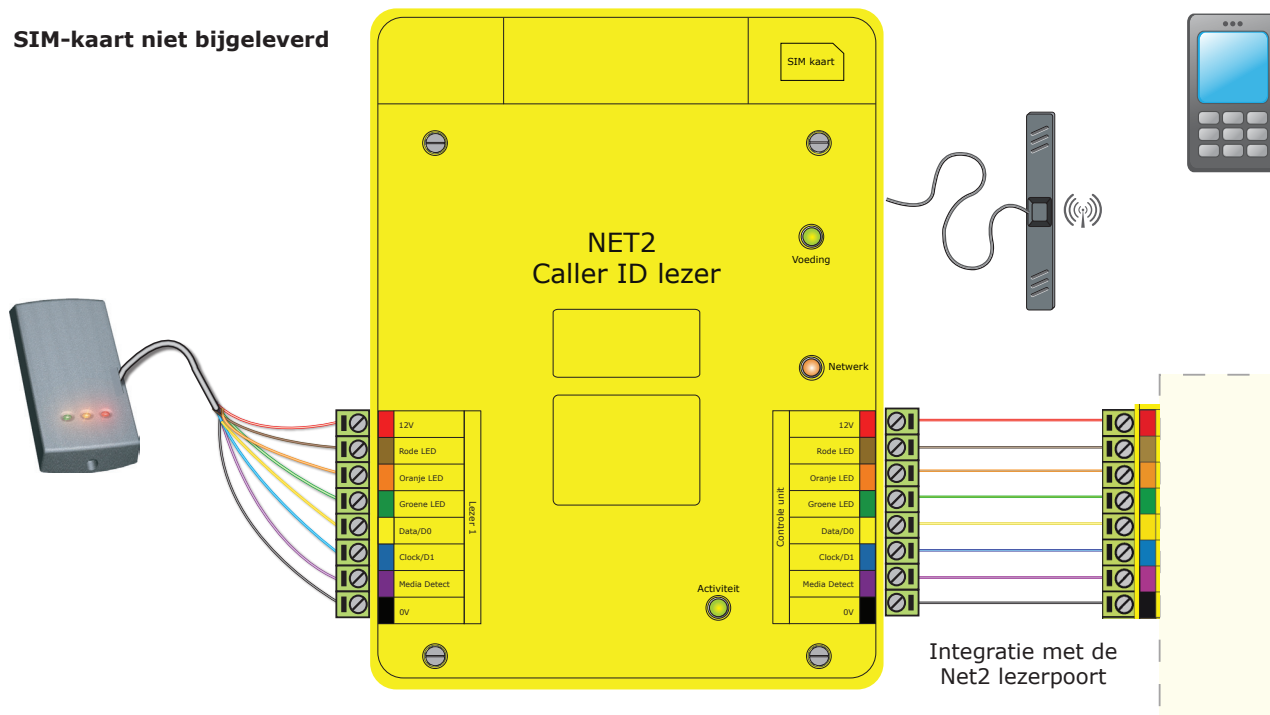 SIM-kaart niet bijgeleverd
SIM kaart
NET2
Caller ID lezer
Voeding
Netwerk
12V
Rode LED
Oranje LED
Groene LED
Data/D0
Clock/D1
Media Detect
0V
Lezer 1
Controle unit
12V
Rode LED
Oranje LED
Groene LED
Data/D0
Clock/D1
Media Detect
0V
Activiteit
Integratie met de
Net2 lezerpoort